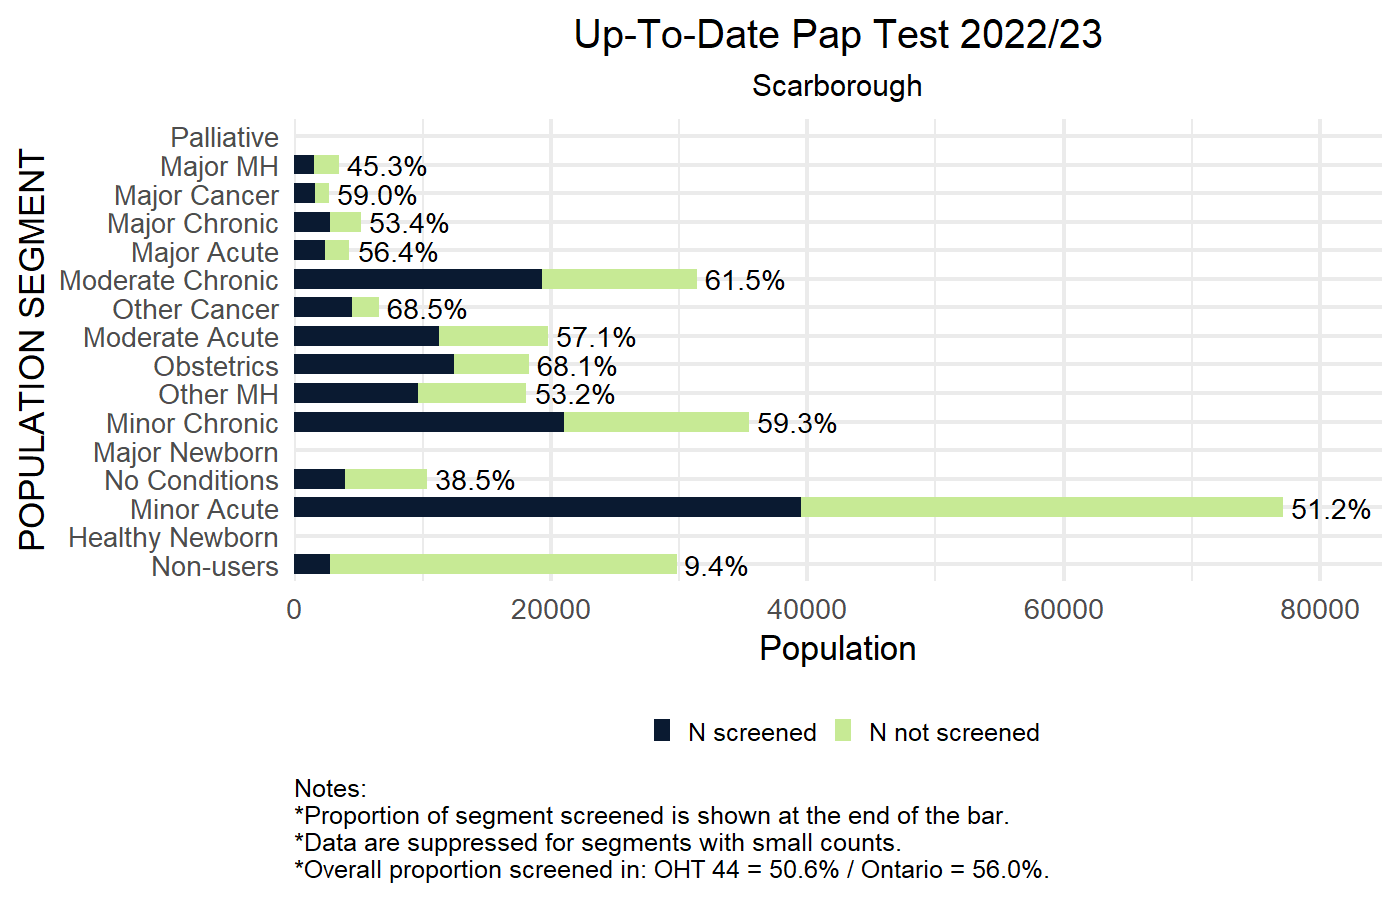 Up-To-Date Pap Test 2022/23
Scarborough
POPULATION SEGMENT
Palliative
Major MH 45.3%
Major Cancer 59.0%
Major Chronic 53.4%
Major Acute 56.4%
Moderate Chronic 61.5%
Other Cancer 68.5%
Moderate Acute 57.1%
Obstetrics 68.1%
Other MH 53.2%
Minor Chronic 59.3%
Major Newborn
No Conditions 38.5%
Minor Acute 51.2%
Healthy Newborn
Non-users 9.4%
0 20000 40000 60000 80000
Population
N screened N not screened
Notes:
*Proportion of segment screened is shown at the end of the bar.
*Data are suppressed for segments with small counts.
*Overall proportion screened in: OHT 44 = 50.6% / Ontario = 56.0%.